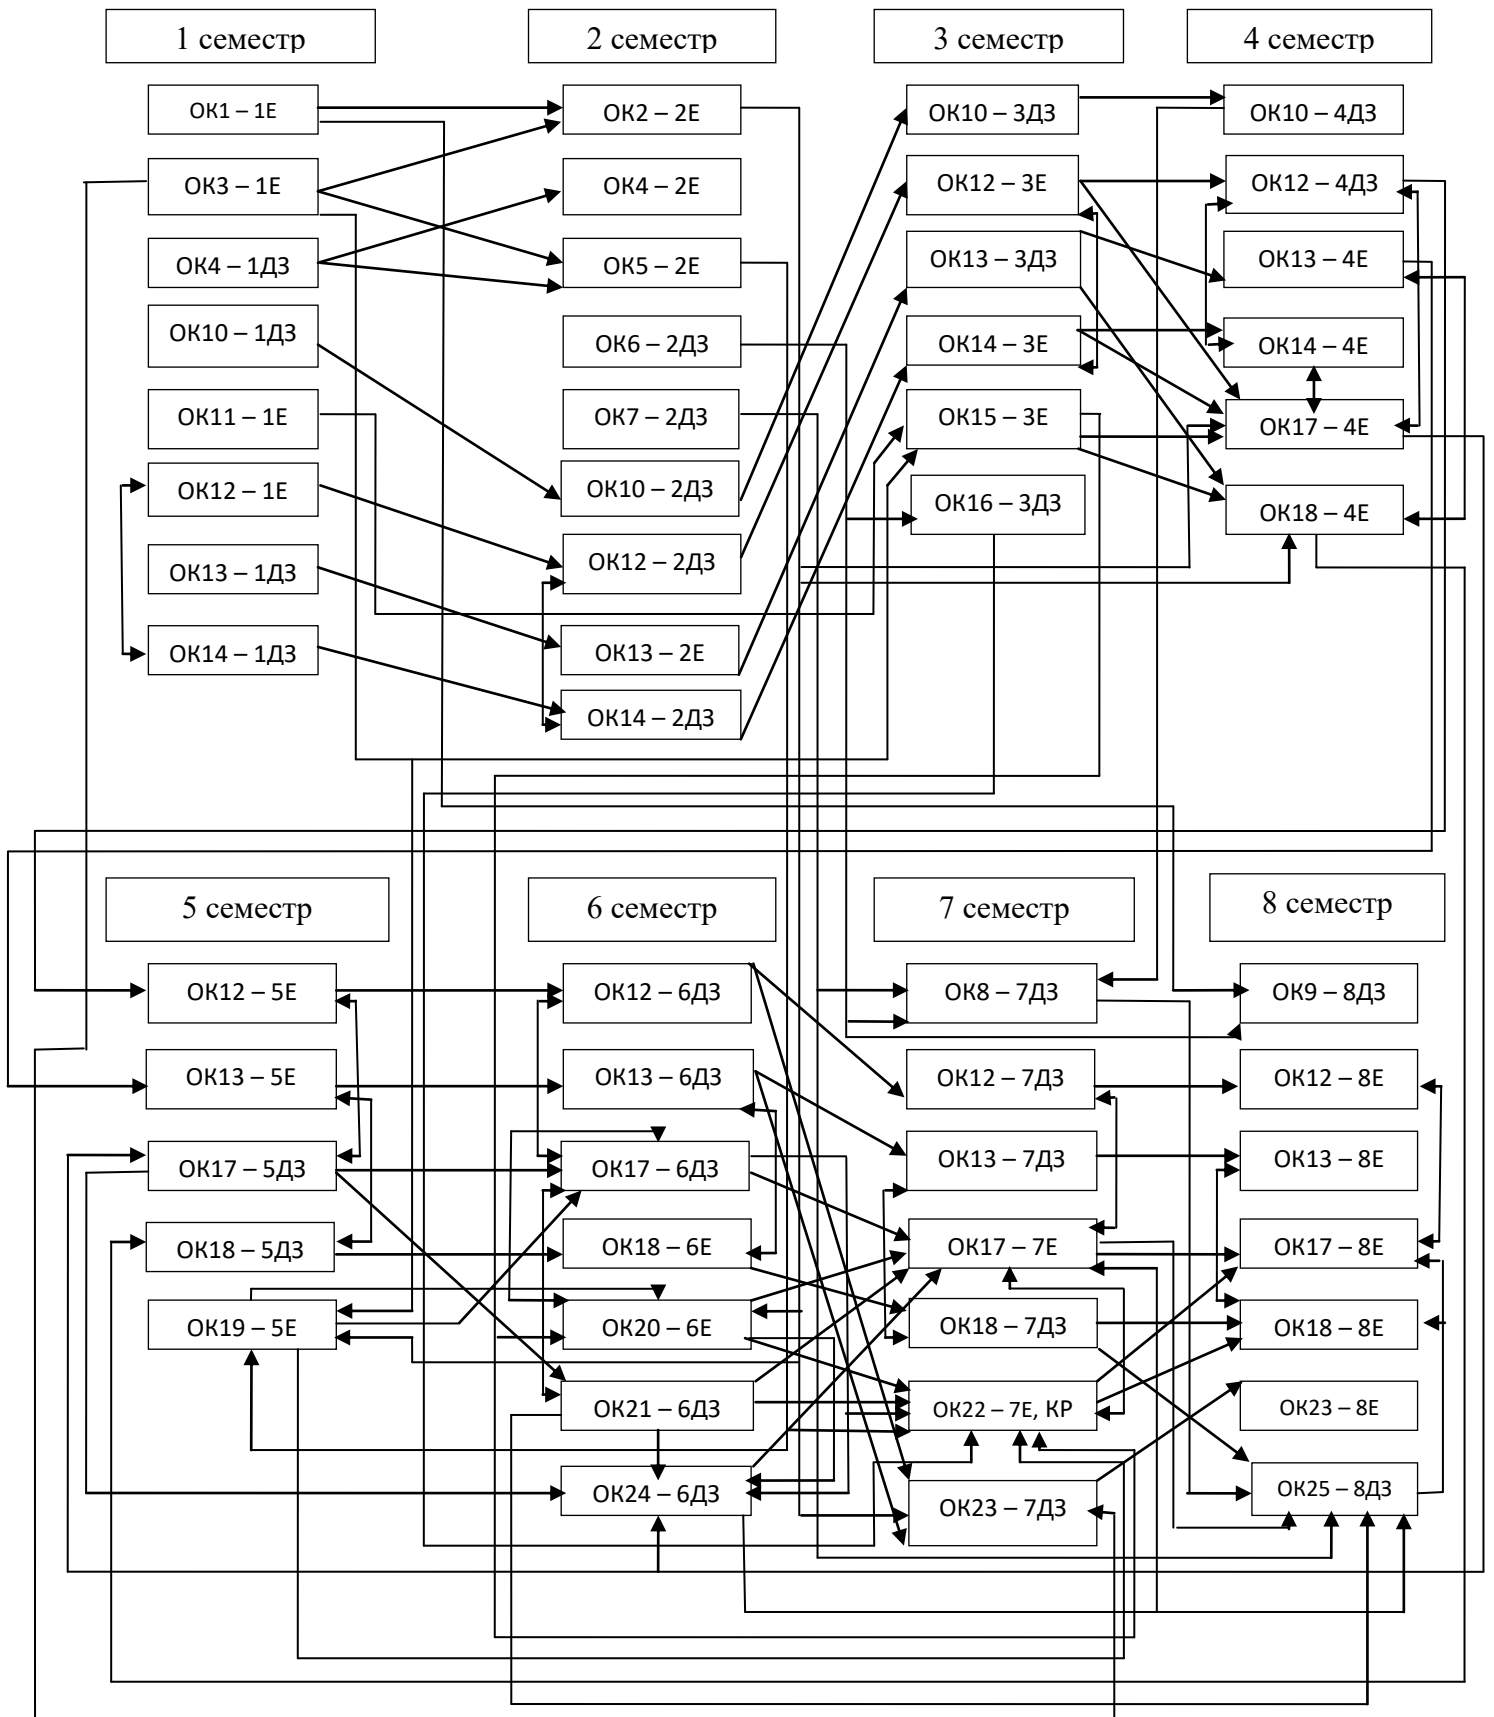 1 семестр
2 семестр
3 семестр
4 семестр
ОК1 – 1Е
ОК2 – 2Е
ОК10 – 3ДЗ
ОК10 – 4ДЗ
ОК3 – 1Е
ОК4 – 2Е
ОК12 – 3Е
ОК12 – 4ДЗ
ОК4 – 1ДЗ
ОК5 – 2Е
ОК13 – 3ДЗ
ОК13 – 4Е
ОК10 – 1ДЗ
ОК6 – 2ДЗ
ОК14 – 3Е
ОК14 – 4Е
ОК11 – 1Е
ОК7 – 2ДЗ
ОК15 – 3Е
ОК17 – 4Е
ОК12 – 1Е
ОК10 – 2ДЗ
ОК16 – 3ДЗ
ОК18 – 4Е
ОК13 – 1ДЗ
ОК12 – 2ДЗ
ОК14 – 1ДЗ
ОК13 – 2Е
ОК14 – 2ДЗ
5 семестр
6 семестр
7 семестр
8 семестр
ОК12 – 5Е
ОК12 – 6ДЗ
ОК8 – 7ДЗ
ОК9 – 8ДЗ
ОК13 – 5Е
ОК13 – 6ДЗ
ОК12 – 7ДЗ
ОК12 – 8Е
ОК17 – 5ДЗ
ОК17 – 6ДЗ
ОК13 – 7ДЗ
ОК13 – 8Е
ОК18 – 5ДЗ
ОК18 – 6Е
ОК17 – 7Е
ОК17 – 8Е
ОК19 – 5Е
ОК20 – 6Е
ОК18 – 7ДЗ
ОК18 – 8Е
ОК21 – 6ДЗ
ОК22 – 7Е, КР
ОК23 – 8Е
ОК24 – 6ДЗ
ОК23 – 7ДЗ
ОК25 – 8ДЗ